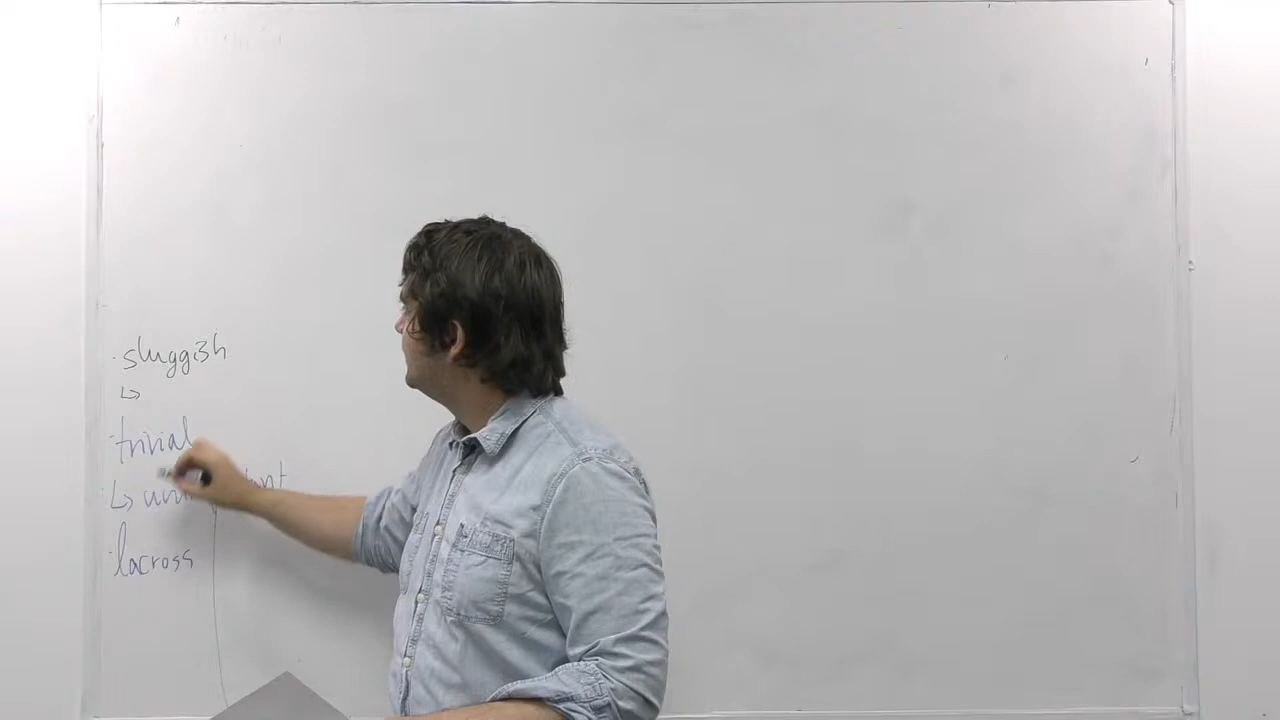 · sluggish
↳
· trivial
↳
· lacross